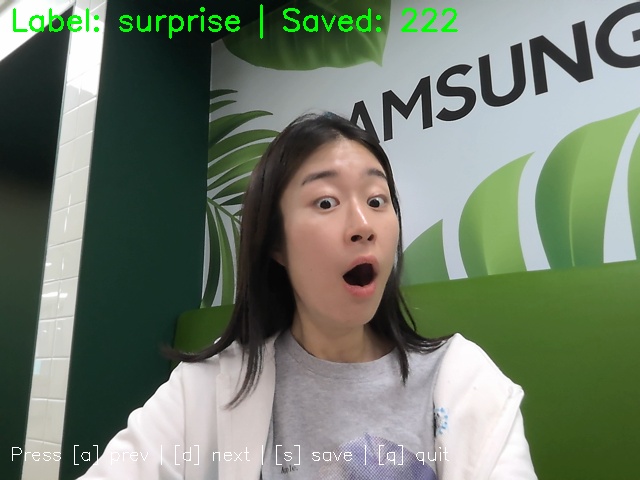 Label: surprise | Saved: 222
AMSUNG
Press [a] prev | [d] next | [s] save | [q] quit